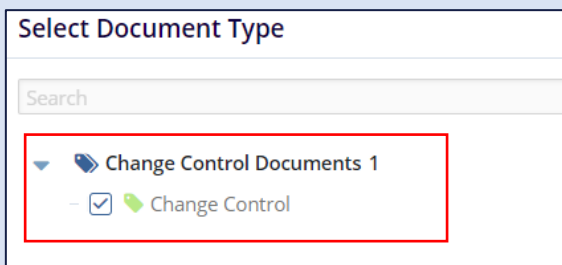 Select Document Type
Search
Change Control Documents 1
Change Control